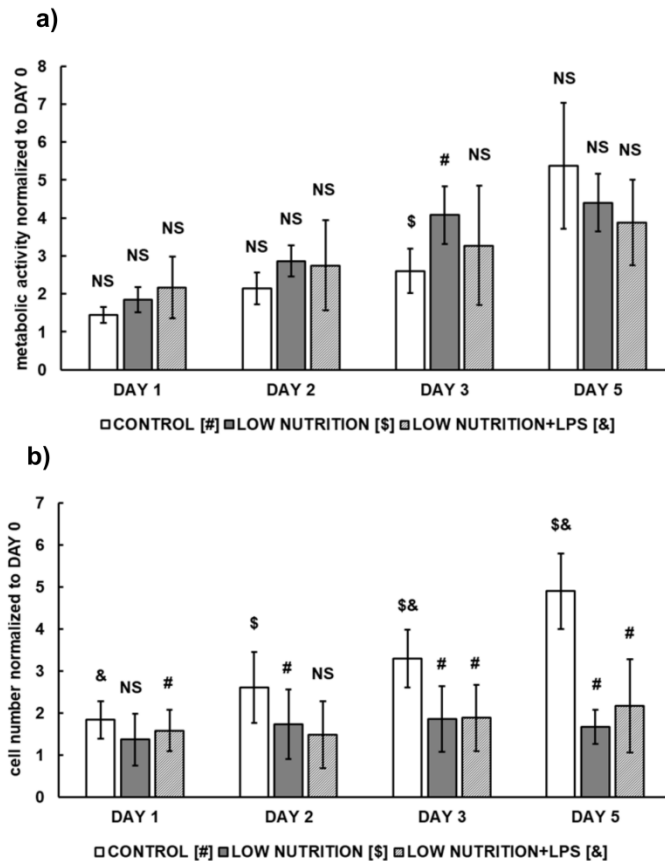 a)
metabolic activity normalized to DAY 0
8
7
6
5
4
3
2
1
0
NS NS NS
NS NS NS
$ # NS
NS NS NS
DAY 1 DAY 2 DAY 3 DAY 5
CONTROL [#] LOW NUTRITION [$] LOW NUTRITION+LPS [&]
b)
cell number normalized to DAY 0
7
6
5
4
3
2
1
0
& NS #
$ # NS
$& # #
$& # #
DAY 1 DAY 2 DAY 3 DAY 5
CONTROL [#] LOW NUTRITION [$] LOW NUTRITION+LPS [&]